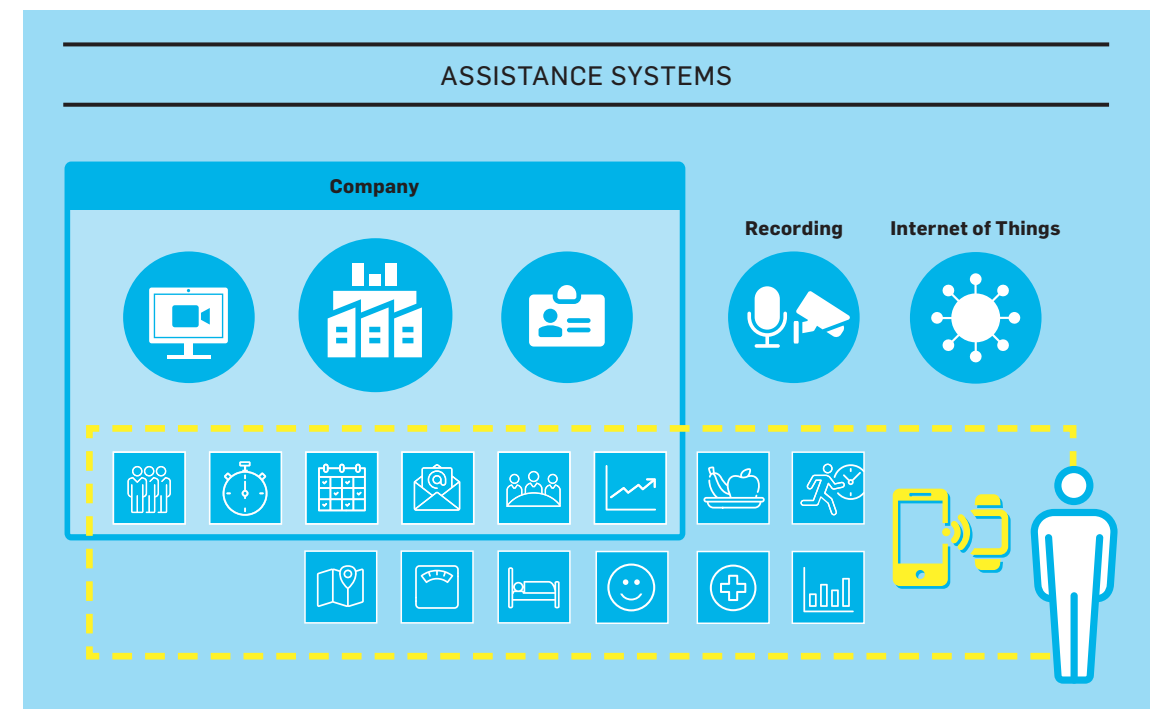 ASSISTANCE SYSTEMS
Company
Recording
Internet of Things
@